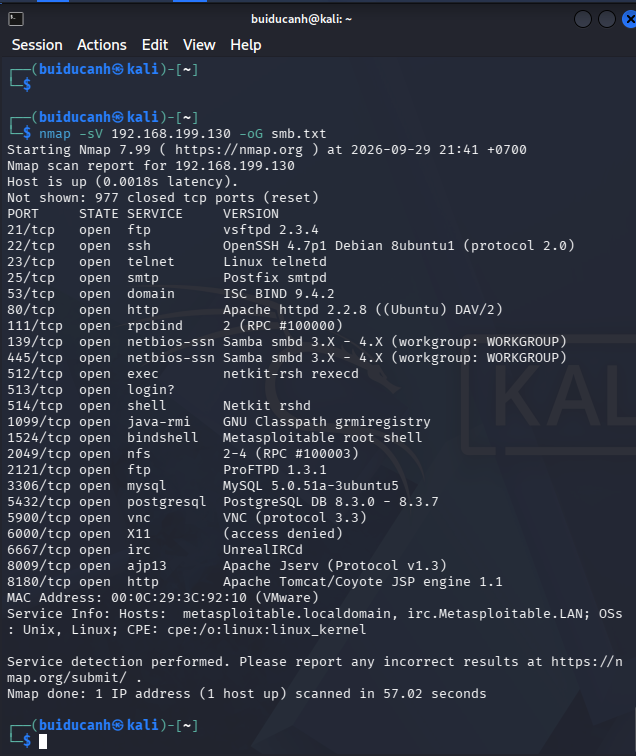 buiducanh@kali: ~
Session Actions Edit View Help
┌──(buiducanh㉿kali)-[~]
└─$
┌──(buiducanh㉿kali)-[~]
└─$ nmap -sV 192.168.199.130 -oG smb.txt
Starting Nmap 7.99 ( https://nmap.org ) at 2026-09-29 21:41 +0700
Nmap scan report for 192.168.199.130
Host is up (0.0018s latency).
Not shown: 977 closed tcp ports (reset)
PORT     STATE SERVICE     VERSION
21/tcp   open  ftp         vsftpd 2.3.4
22/tcp   open  ssh         OpenSSH 4.7p1 Debian 8ubuntu1 (protocol 2.0)
23/tcp   open  telnet      Linux telnetd
25/tcp   open  smtp        Postfix smtpd
53/tcp   open  domain      ISC BIND 9.4.2
80/tcp   open  http        Apache httpd 2.2.8 ((Ubuntu) DAV/2)
111/tcp  open  rpcbind     2 (RPC #100000)
139/tcp  open  netbios-ssn Samba smbd 3.X - 4.X (workgroup: WORKGROUP)
445/tcp  open  netbios-ssn Samba smbd 3.X - 4.X (workgroup: WORKGROUP)
512/tcp  open  exec        netkit-rsh rexecd
513/tcp  open  login?
514/tcp  open  shell       Netkit rshd
1099/tcp open  java-rmi    GNU Classpath grmiregistry
1524/tcp open  bindshell   Metasploitable root shell
2049/tcp open  nfs         2-4 (RPC #100003)
2121/tcp open  ftp         ProFTPD 1.3.1
3306/tcp open  mysql       MySQL 5.0.51a-3ubuntu5
5432/tcp open  postgresql  PostgreSQL DB 8.3.0 - 8.3.7
5900/tcp open  vnc         VNC (protocol 3.3)
6000/tcp open  X11         (access denied)
6667/tcp open  irc         UnrealIRCd
8009/tcp open  ajp13       Apache Jserv (Protocol v1.3)
8180/tcp open  http        Apache Tomcat/Coyote JSP engine 1.1
MAC Address: 00:0C:29:3C:92:10 (VMware)
Service Info: Hosts:  metasploitable.localdomain, irc.Metasploitable.LAN; OSs
: Unix, Linux; CPE: cpe:/o:linux:linux_kernel
Service detection performed. Please report any incorrect results at https://n
map.org/submit/ .
Nmap done: 1 IP address (1 host up) scanned in 57.02 seconds
┌──(buiducanh㉿kali)-[~]
└─$
KAL